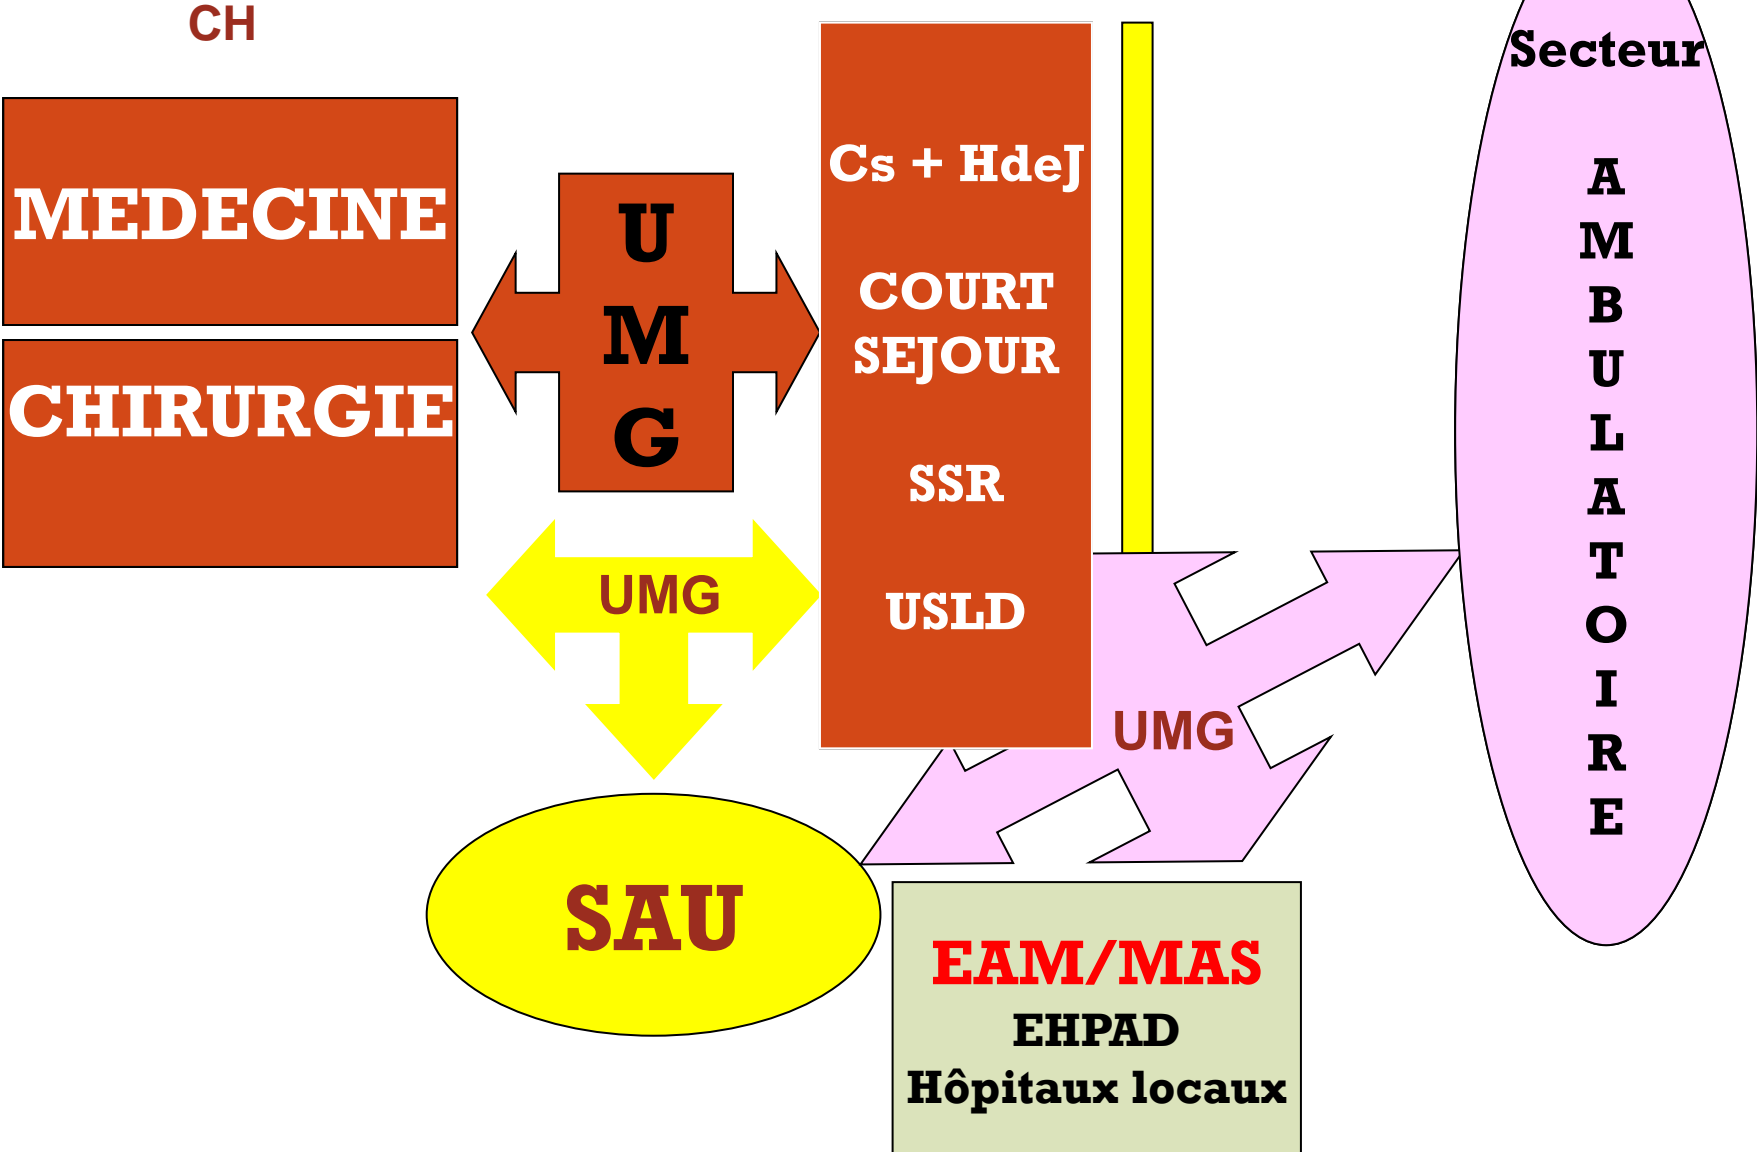 CH
MEDECINE
CHIRURGIE
U
M
G
UMG
SAU
Cs + HdeJ
COURT
SEJOUR
SSR
USLD
UMG
EAM/MAS
EHPAD
Hôpitaux locaux
Secteur
A
M
B
U
L
A
T
O
I
R
E